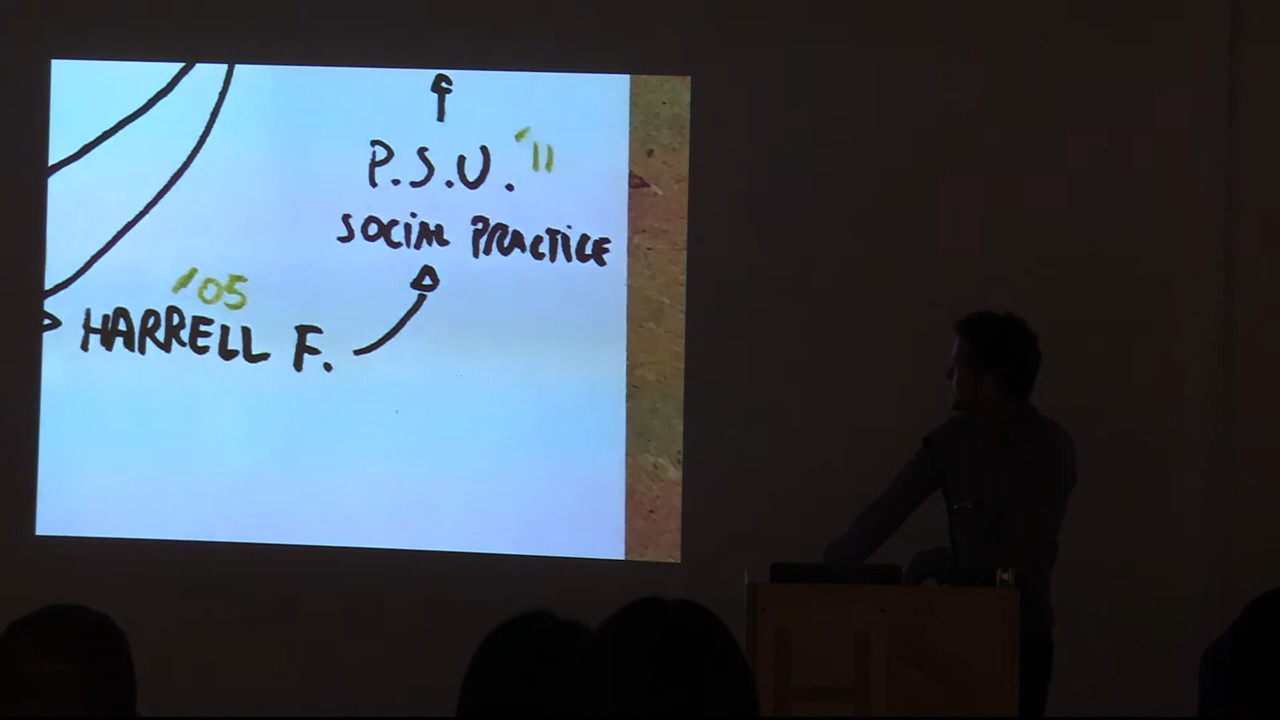 P.S.U. '11
SOCIAL PRACTICE
'05
HARRELL F.